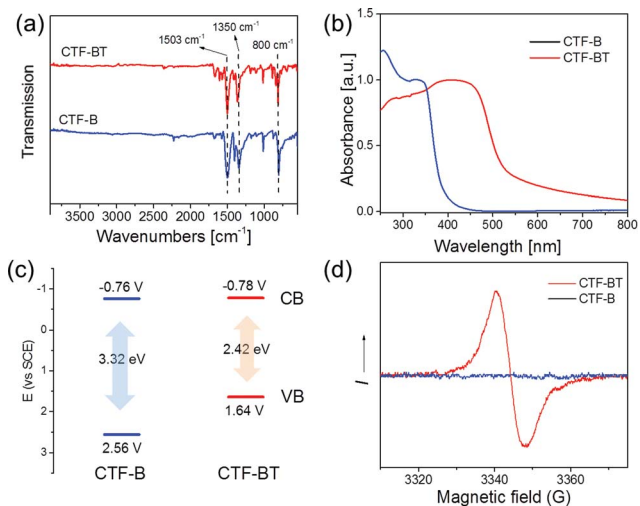 (a)
1350 cm⁻¹
1503 cm⁻¹
800 cm⁻¹
CTF-BT
CTF-B
Transmission
3500 3000 2500 2000 1500 1000
Wavenumbers [cm⁻¹]
(b)
1.5
1.0
0.5
0.0
Absorbance [a.u.]
CTF-B
CTF-BT
300 400 500 600 700 800
Wavelength [nm]
(c)
-1
0
1
2
3
E (vs SCE)
-0.76 V
3.32 eV
2.56 V
CTF-B
-0.78 V
CB
2.42 eV
VB
1.64 V
CTF-BT
(d)
CTF-BT
CTF-B
I
3320 3340 3360
Magnetic field (G)